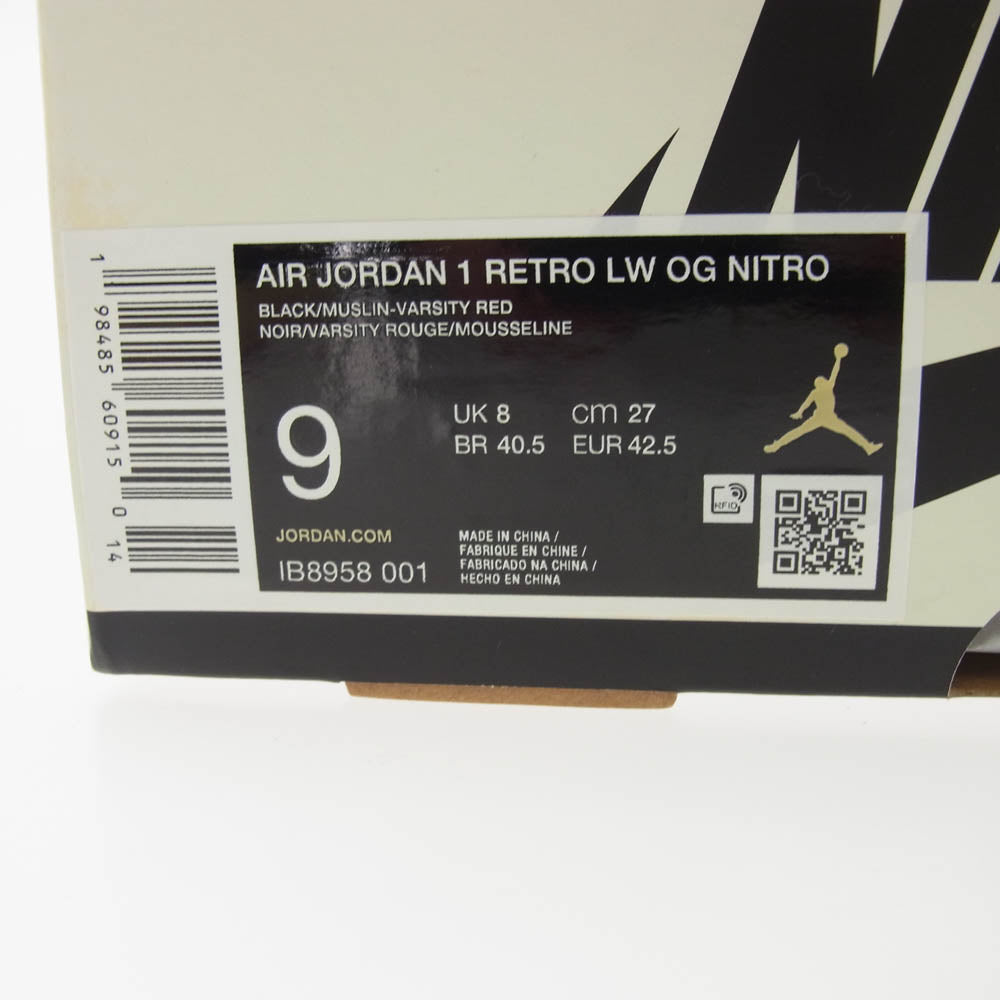 AIR JORDAN 1 RETRO LW OG NITRO
BLACK/MUSLIN-VARSITY RED
NOIR/VARSITY ROUGE/MOUSSELINE
9
UK 8 cm 27
BR 40.5 EUR 42.5
JORDAN.COM
IB8958 001
MADE IN CHINA /
FABRIQUE EN CHINE /
FABRICADO NA CHINA /
HECHO EN CHINA
RFID
1 98485 60915 0 14